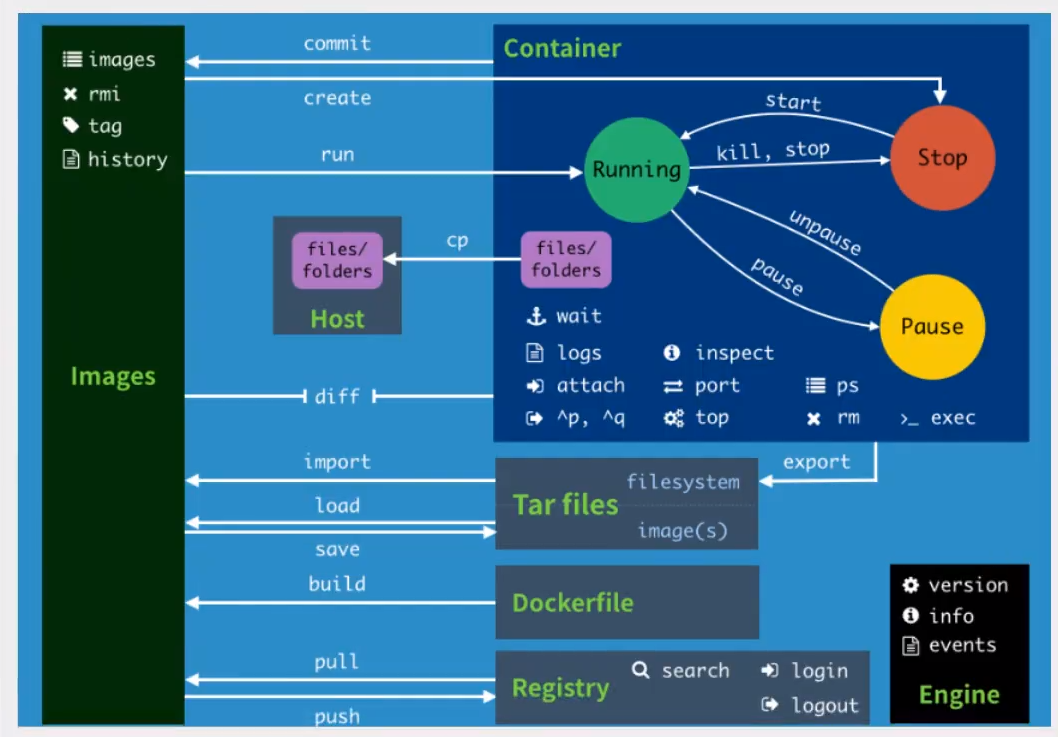 commit
create
run
images
rmi
tag
history
Images
Container
start
kill, stop
Running
Stop
unpause
pause
Pause
files/
folders
Host
cp
files/
folders
wait
logs
inspect
attach
port
ps
^p, ^q
top
rm
>_ exec
diff
import
load
save
export
filesystem
Tar files
image(s)
build
Dockerfile
pull
push
Registry
search
login
logout
version
info
events
Engine